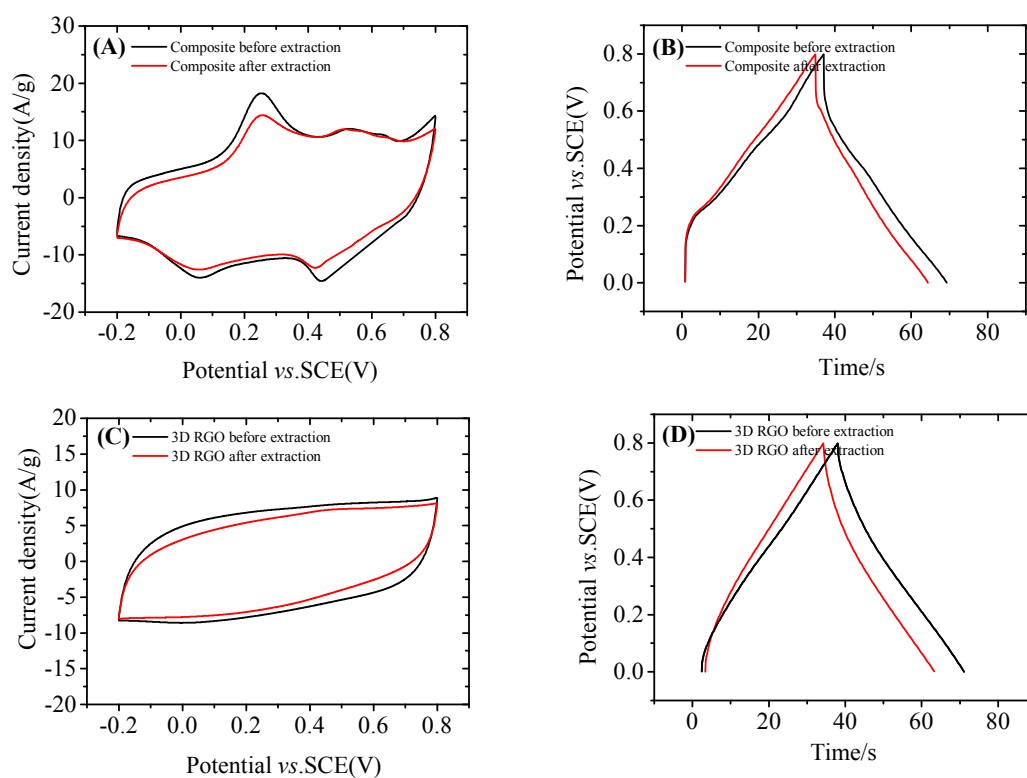 (A)
Composite before extraction
Composite after extraction
30
25
20
15
10
5
0
-5
-10
-15
-20
Current density(A/g)
-0.2 0.0 0.2 0.4 0.6 0.8
Potential vs.SCE(V)
(B)
Composite before extraction
Composite after extraction
0.8
0.6
0.4
0.2
0.0
Potential vs.SCE(V)
0 20 40 60 80
Time/s
(C)
3D RGO before extraction
3D RGO after extraction
20
15
10
5
0
-5
-10
-15
-20
Current density(A/g)
-0.2 0.0 0.2 0.4 0.6 0.8
Potential vs.SCE(V)
(D)
3D RGO before extraction
3D RGO after extraction
0.8
0.6
0.4
0.2
0.0
Potential vs.SCE(V)
0 20 40 60 80
Time/s